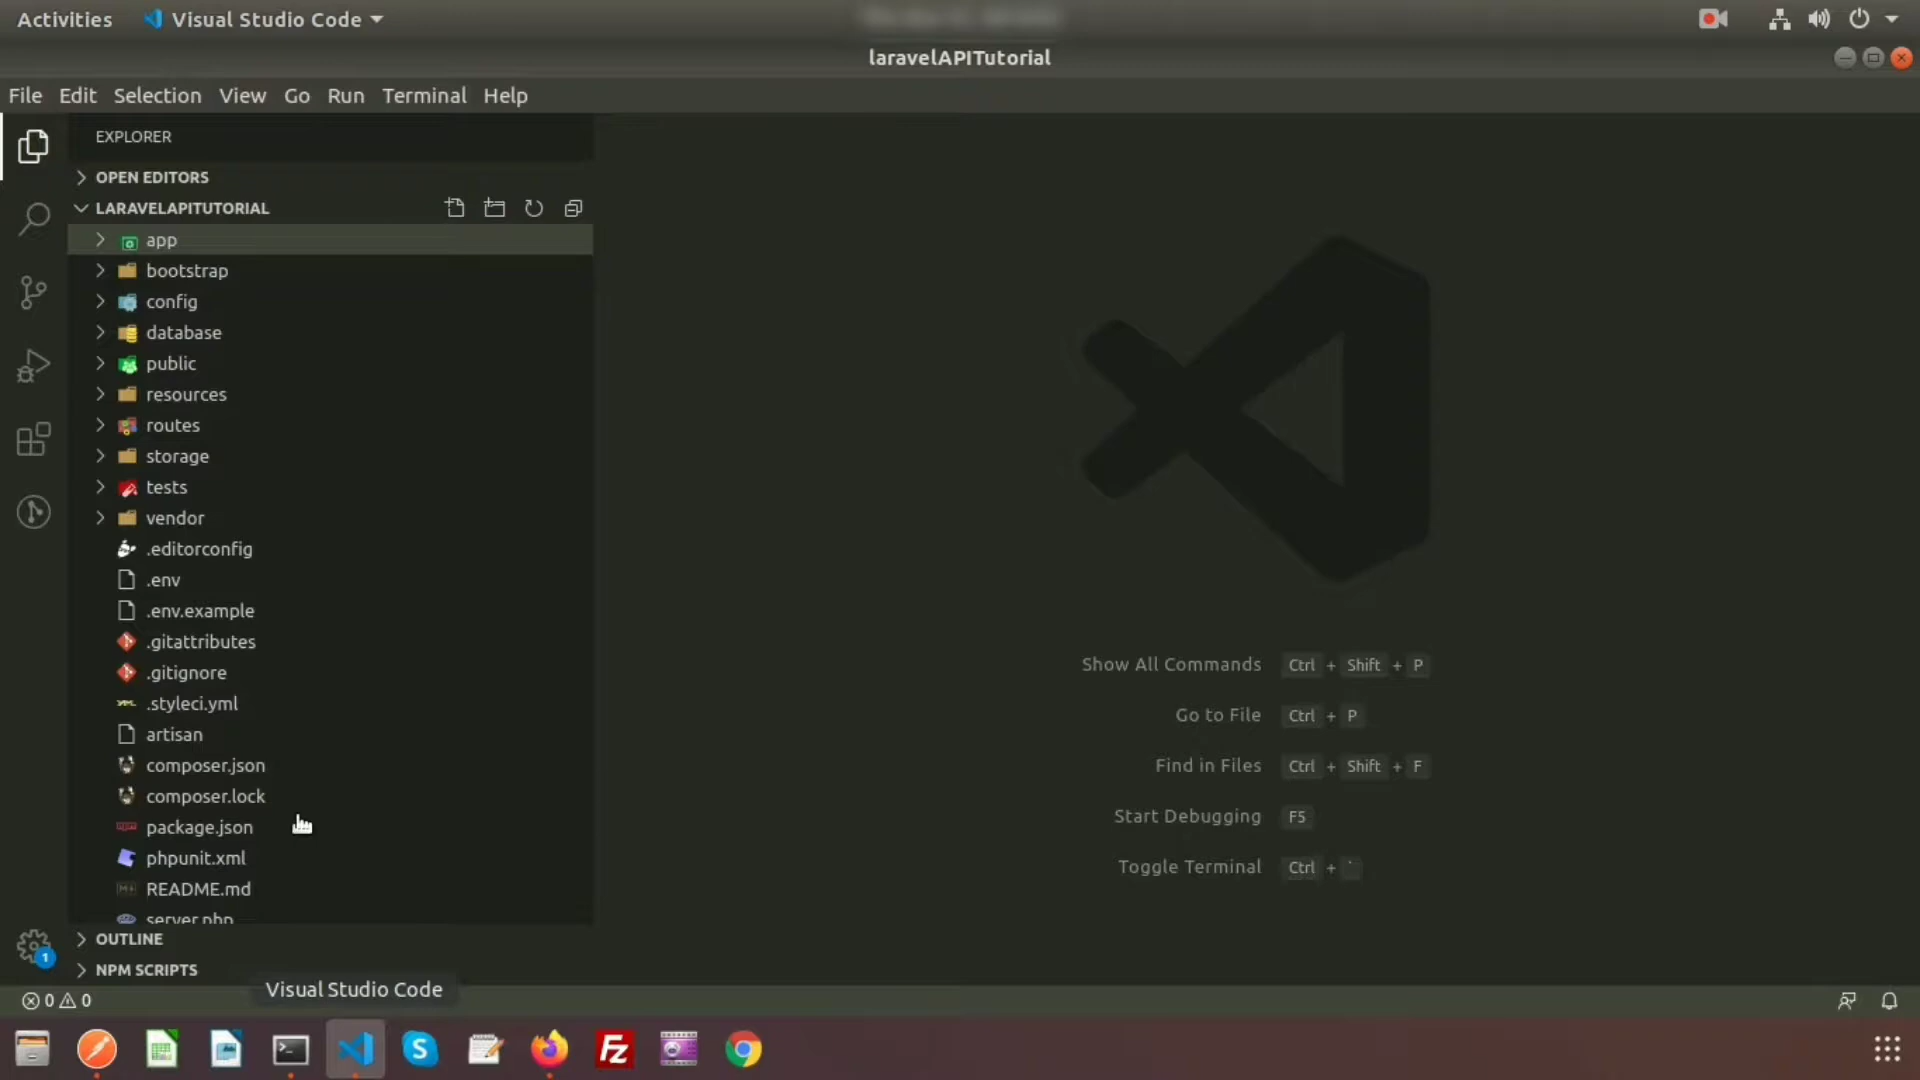 Activities Visual Studio Code
laravelAPITutorial
File Edit Selection View Go Run Terminal Help
EXPLORER
OPEN EDITORS
LARAVELAPITUTORIAL
app
bootstrap
config
database
public
resources
routes
storage
tests
vendor
.editorconfig
.env
.env.example
.gitattributes
.gitignore
.styleci.yml
artisan
composer.json
composer.lock
package.json
phpunit.xml
README.md
server.php
OUTLINE
NPM SCRIPTS
Show All Commands Ctrl + Shift + P
Go to File Ctrl + P
Find in Files Ctrl + Shift + F
Start Debugging F5
Toggle Terminal Ctrl + `
1
Visual Studio Code
0 0